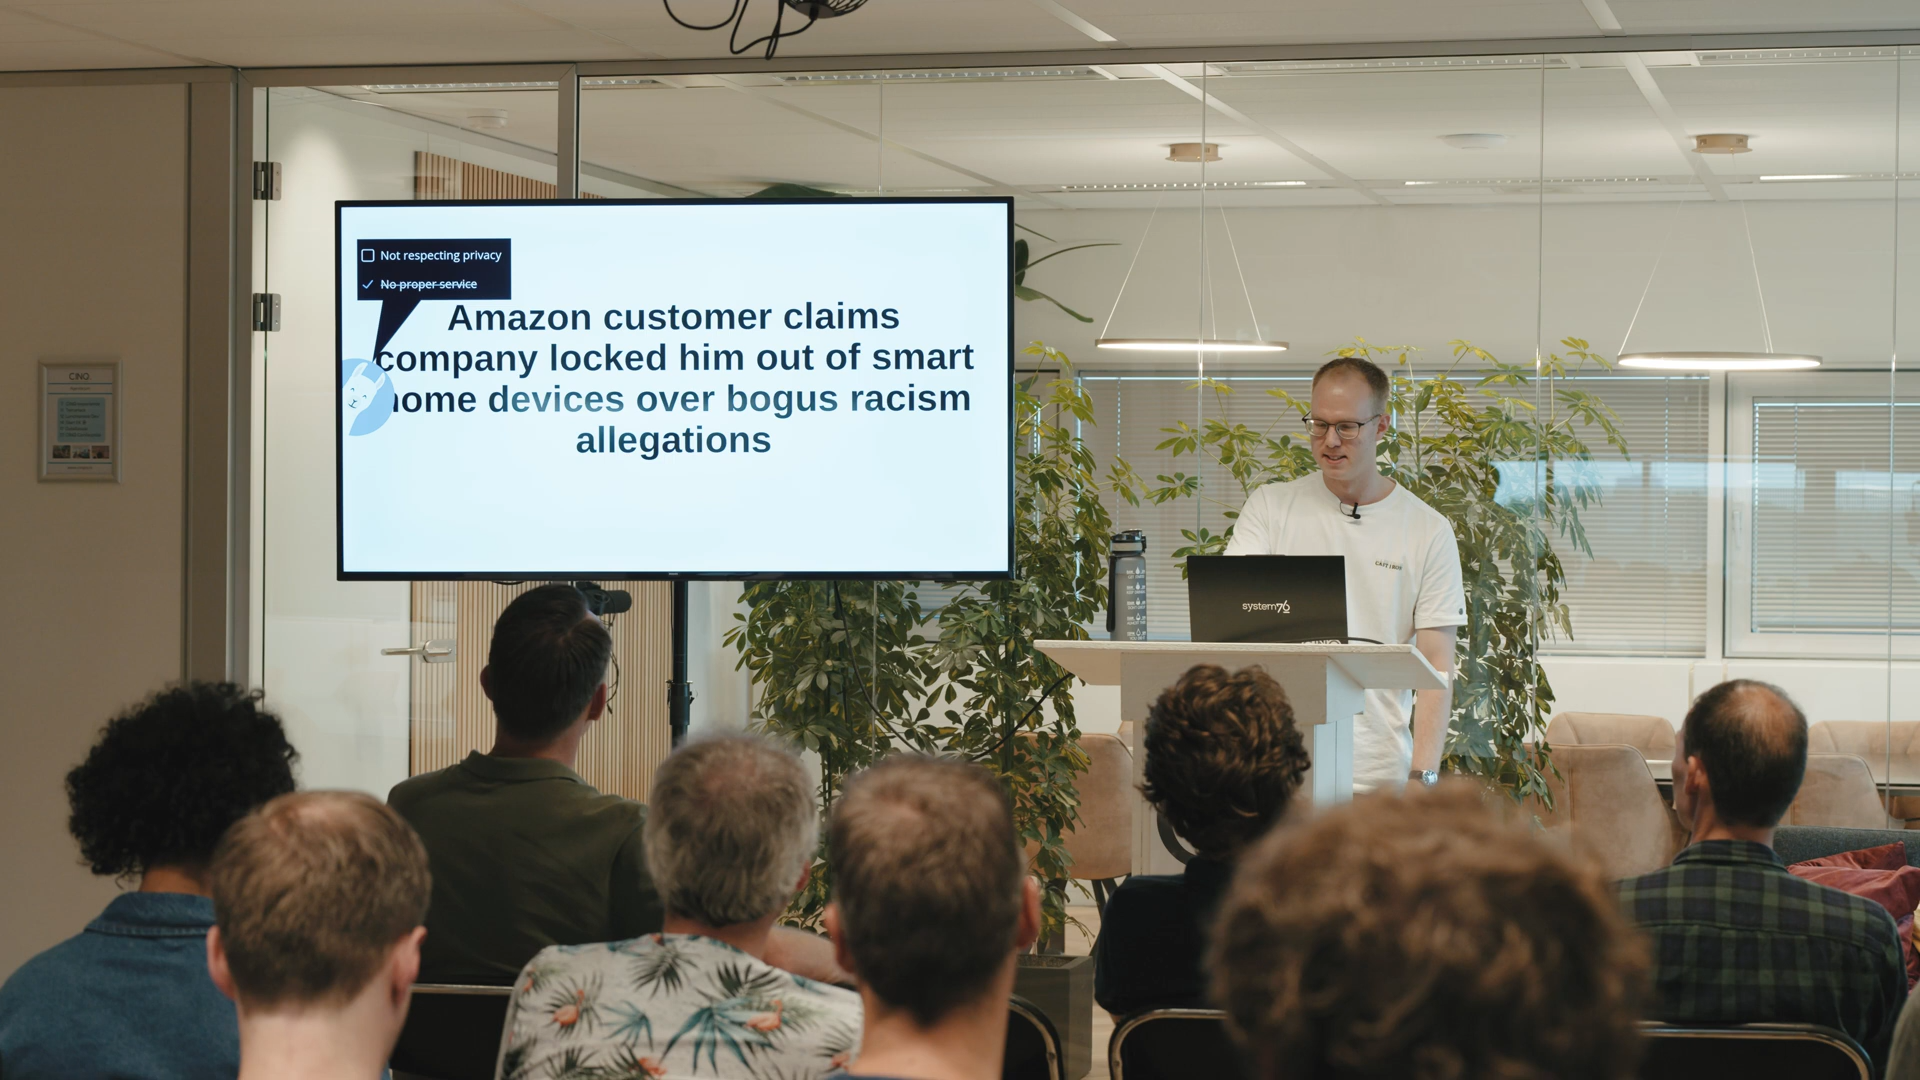 Not respecting privacy
No proper service
Amazon customer claims
company locked him out of smart
home devices over bogus racism
allegations
CINQ.
system76